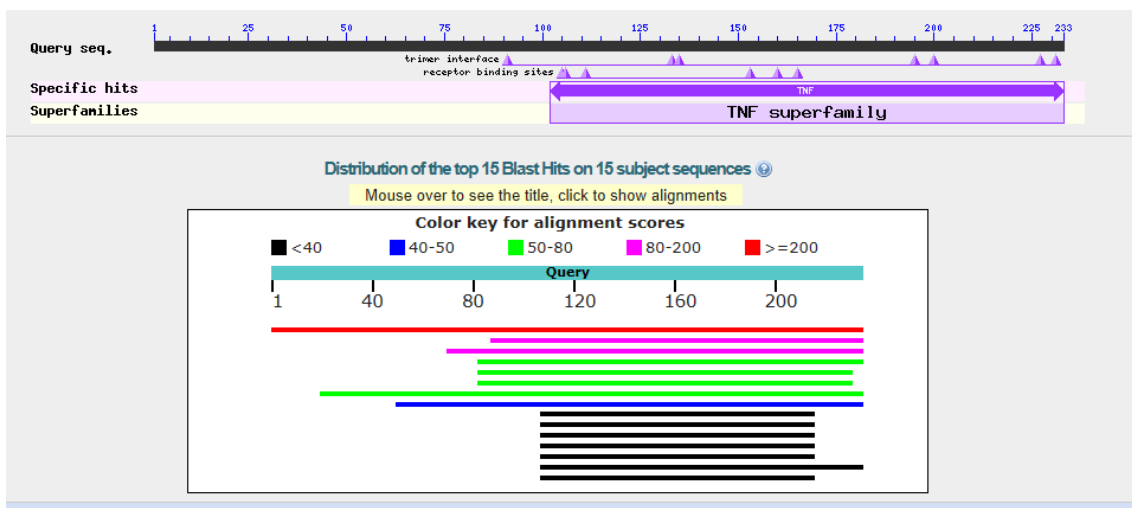 1 25 50 75 100 125 150 175 200 225 233
Query seq.
trimer interface
receptor binding sites
Specific hits
TNF
Superfamilies
TNF superfamily
Distribution of the top 15 Blast Hits on 15 subject sequences ?
Mouse over to see the title, click to show alignments
Color key for alignment scores
<40 40-50 50-80 80-200 >=200
Query
1 40 80 120 160 200